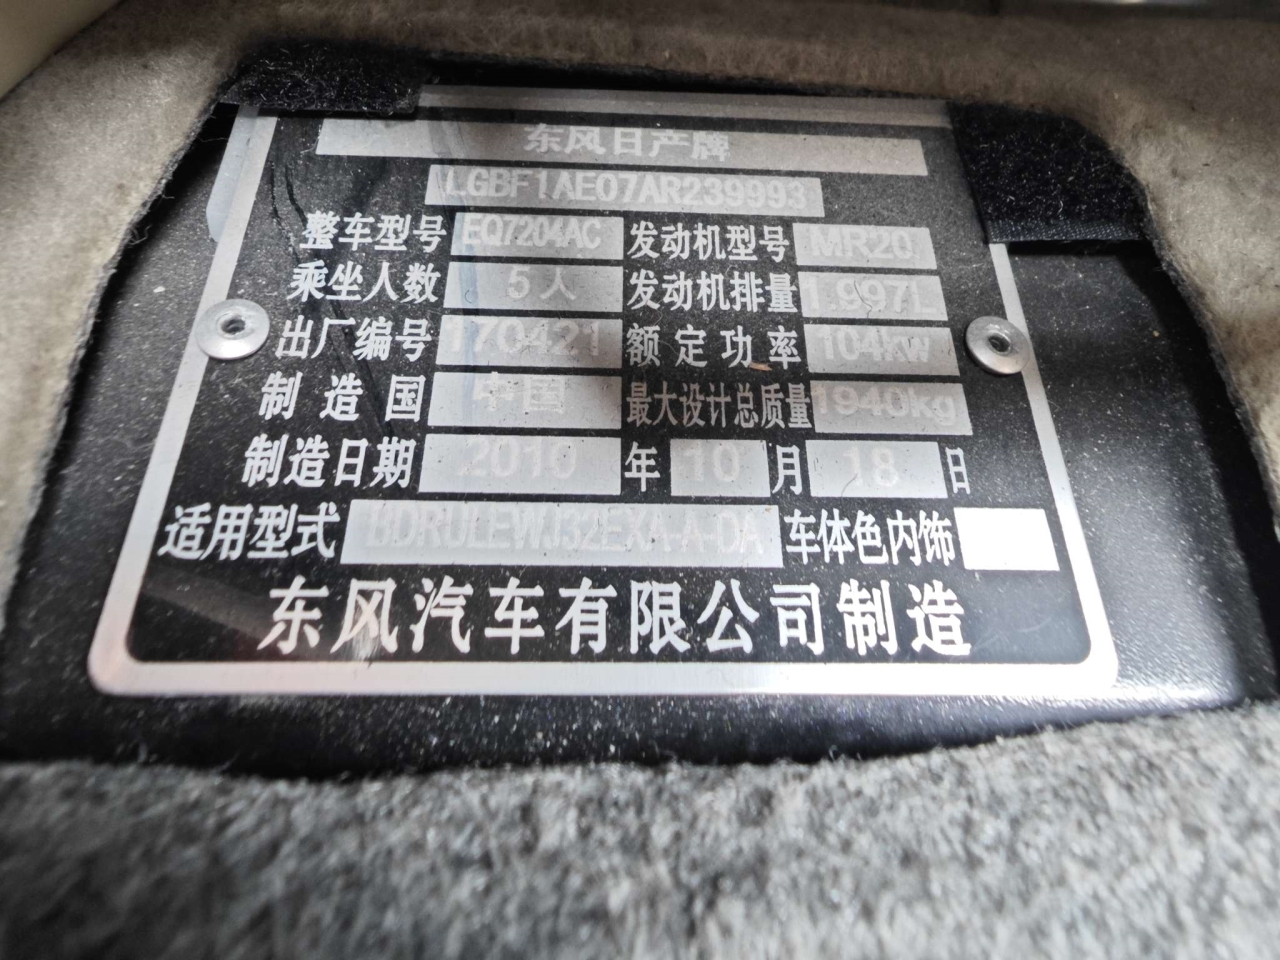 东风日产牌
LGBF1AE07AR239993
整车型号 EQ7204AC 发动机型号 MR20
乘坐人数 5人 发动机排量 1.997L
出厂编号 170421 额定功率 104kw
制造国 中国 最大设计总质量 1940kg
制造日期 2010 年 10 月 18 日
适用型式 BDRULEWJ32EXA-A-DA 车体色内饰
东风汽车有限公司制造